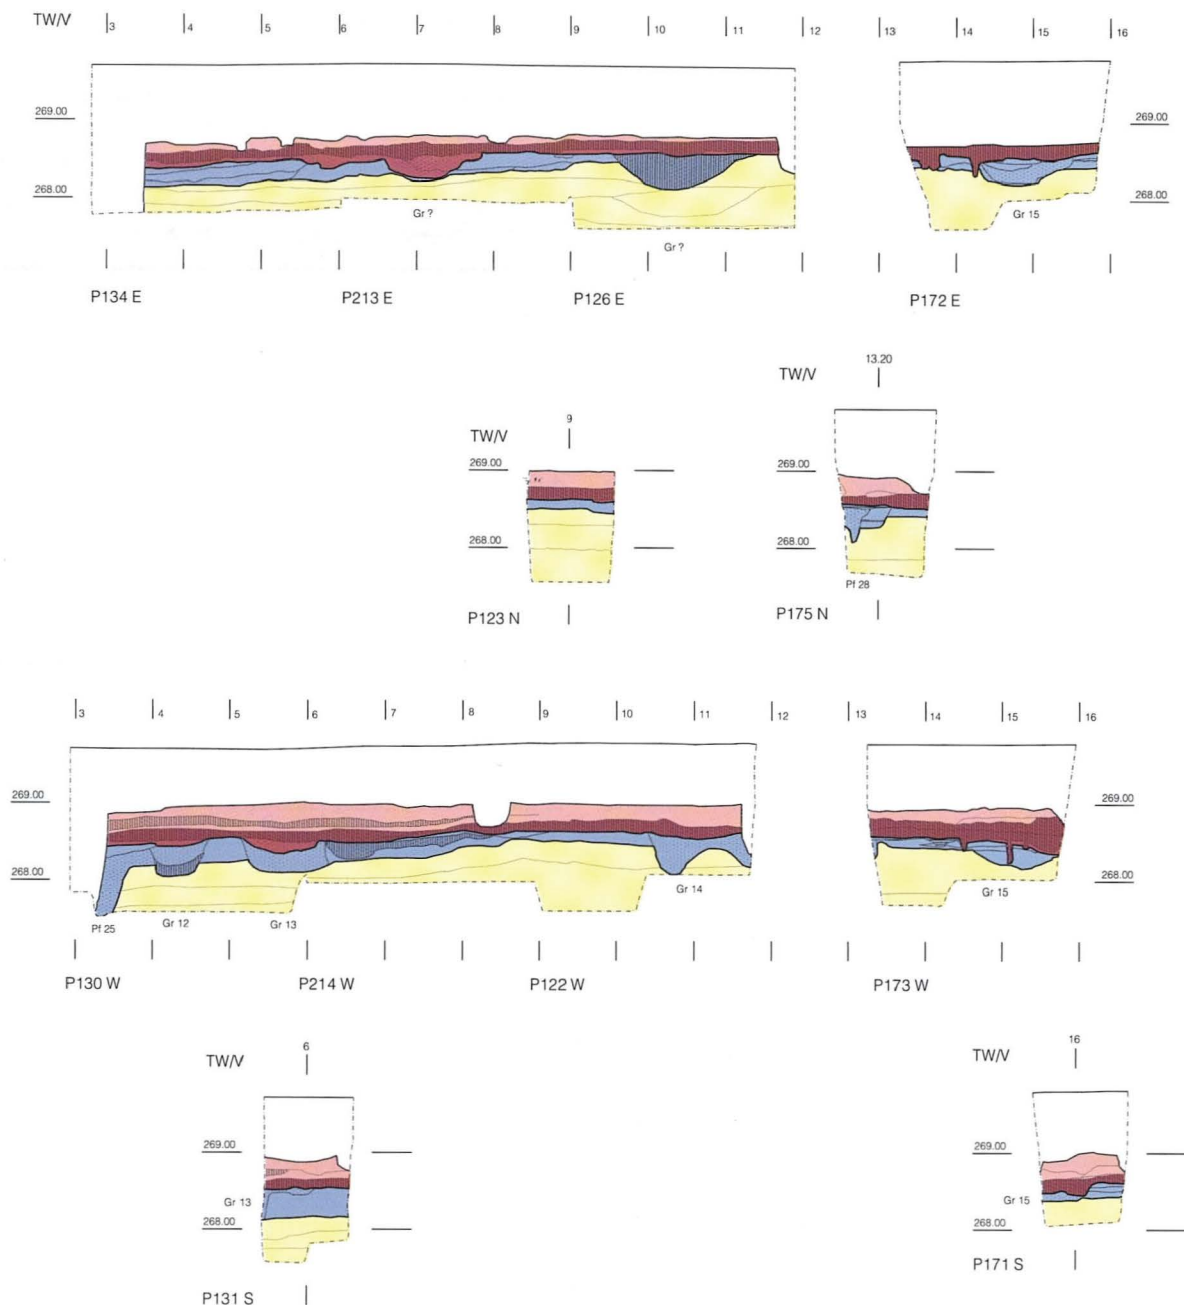 TW/V 3 4 5 6 7 8 9 10 11 12 13 14 15 16
269.00 269.00
268.00 268.00
Gr ? Gr 15
Gr ?
P134 E P213 E P126 E P172 E
13.20
TW/V
9
TW/V
269.00 269.00
268.00 268.00
Pf 28
P123 N P175 N
3 4 5 6 7 8 9 10 11 12 13 14 15 16
269.00 269.00
268.00 268.00
Pf 25 Gr 12 Gr 13 Gr 14 Gr 15
P130 W P214 W P122 W P173 W
6 16
TW/V TW/V
269.00 269.00
Gr 13 Gr 15
268.00 268.00
P131 S P171 S